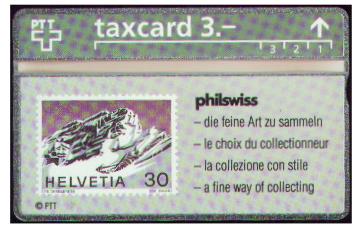 PTT
taxcard 3.–
3 2 1
philswiss
– die feine Art zu sammeln
– le choix du collectionneur
– la collezione con stile
– a fine way of collecting
HELVETIA 30
© PTT